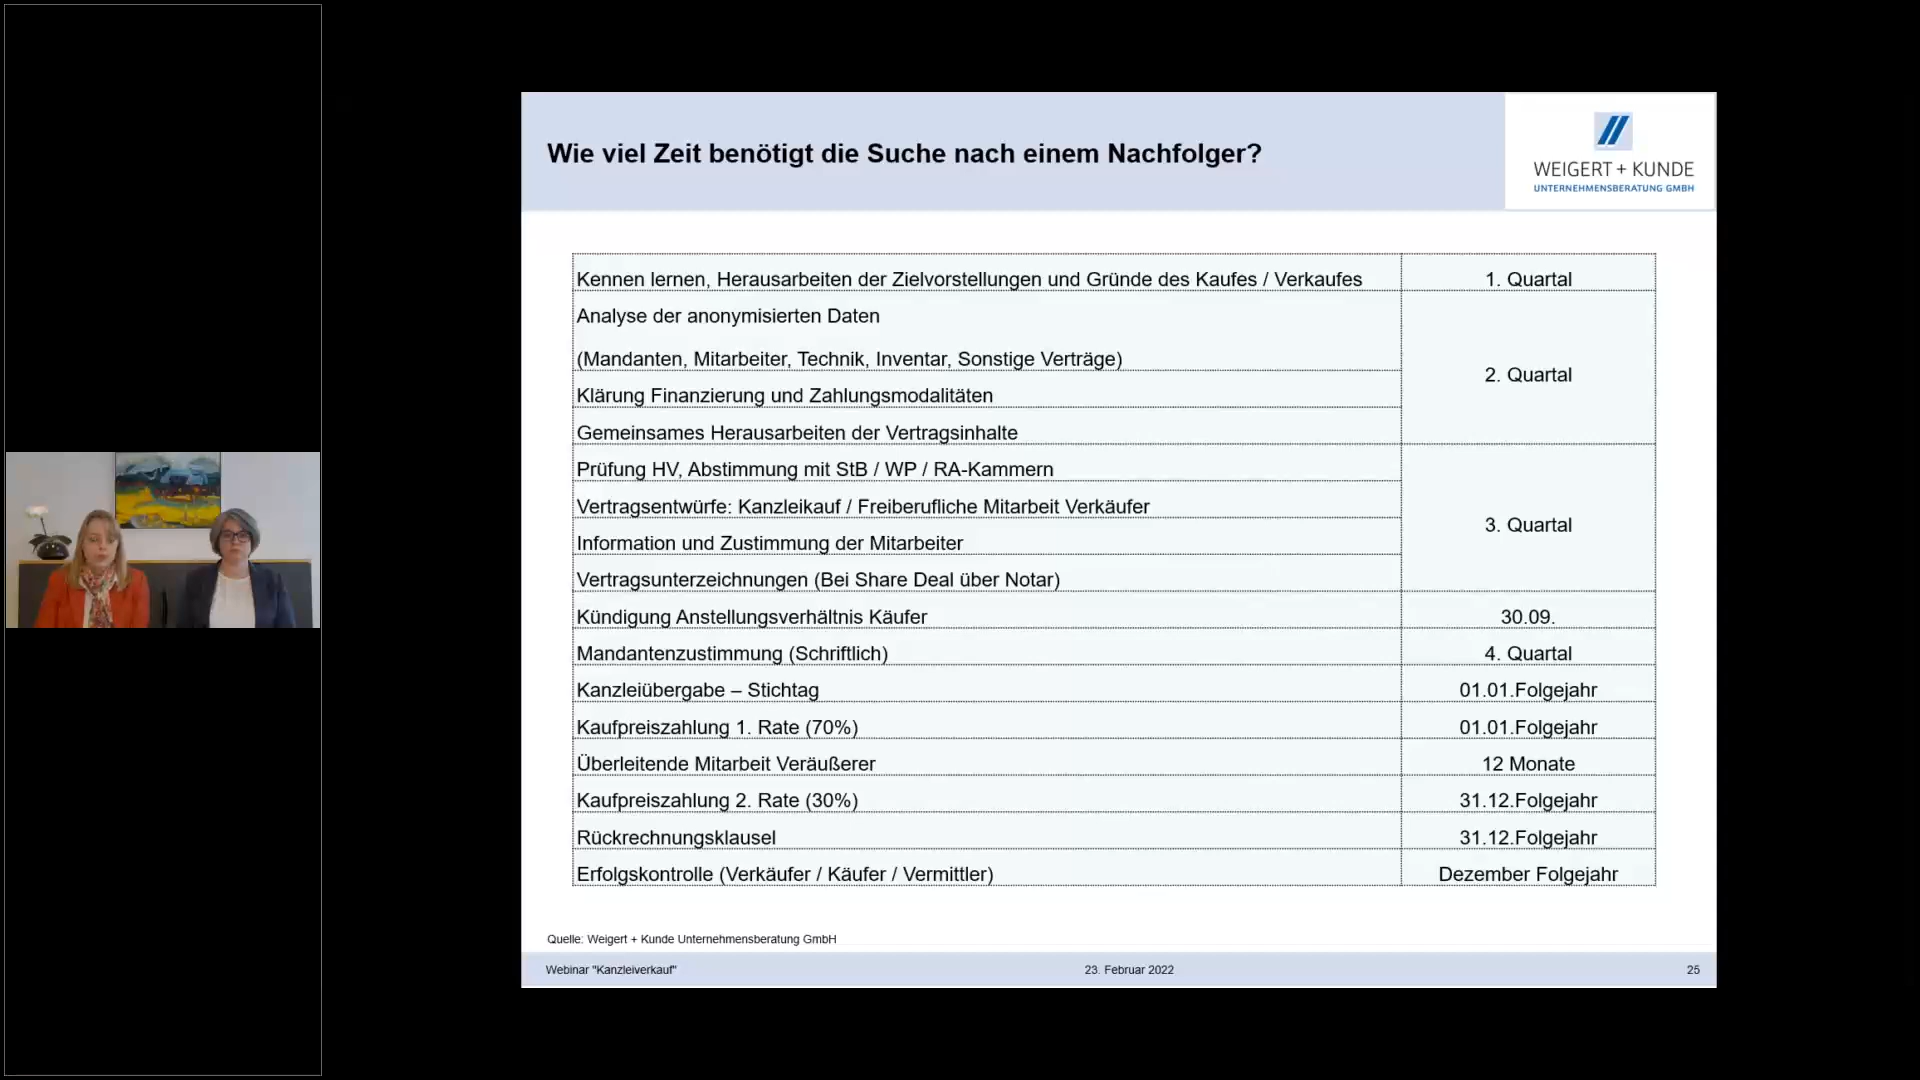 Wie viel Zeit benötigt die Suche nach einem Nachfolger?
WEIGERT + KUNDE
UNTERNEHMENSBERATUNG GMBH
Kennen lernen, Herausarbeiten der Zielvorstellungen und Gründe des Kaufes / Verkaufes
1. Quartal
Analyse der anonymisierten Daten
(Mandanten, Mitarbeiter, Technik, Inventar, Sonstige Verträge)
2. Quartal
Klärung Finanzierung und Zahlungsmodalitäten
Gemeinsames Herausarbeiten der Vertragsinhalte
Prüfung HV, Abstimmung mit StB / WP / RA-Kammern
Vertragsentwürfe: Kanzleikauf / Freiberufliche Mitarbeit Verkäufer
3. Quartal
Information und Zustimmung der Mitarbeiter
Vertragsunterzeichnungen (Bei Share Deal über Notar)
Kündigung Anstellungsverhältnis Käufer
30.09.
Mandantenzustimmung (Schriftlich)
4. Quartal
Kanzleiübergabe – Stichtag
01.01.Folgejahr
Kaufpreiszahlung 1. Rate (70%)
01.01.Folgejahr
Überleitende Mitarbeit Veräußerer
12 Monate
Kaufpreiszahlung 2. Rate (30%)
31.12.Folgejahr
Rückrechnungsklausel
31.12.Folgejahr
Erfolgskontrolle (Verkäufer / Käufer / Vermittler)
Dezember Folgejahr
Quelle: Weigert + Kunde Unternehmensberatung GmbH
Webinar "Kanzleiverkauf"
23. Februar 2022
25